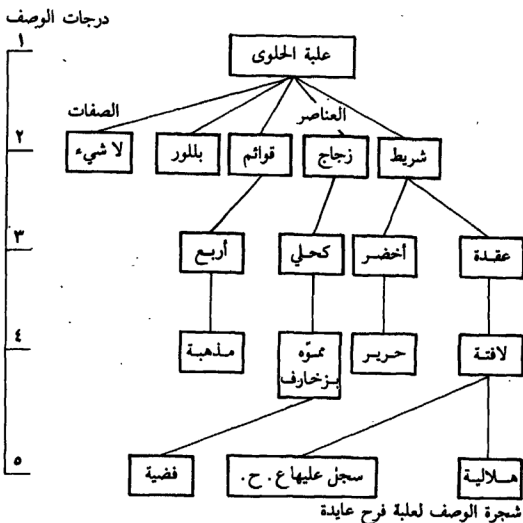 درجات الوصف
١
علبة الحلوى
الصفات
العناصر
٢
شريط
زجاج
قوائم
بللور
لا شيء
٣
عقدة
أخضر
كحلي
أربع
٤
لافتة
حرير
مموّه
بزخارف
مذهبة
٥
هلالية
سجل عليها ع . ح .
فضية
شجرة الوصف لعلبة فرح عايدة